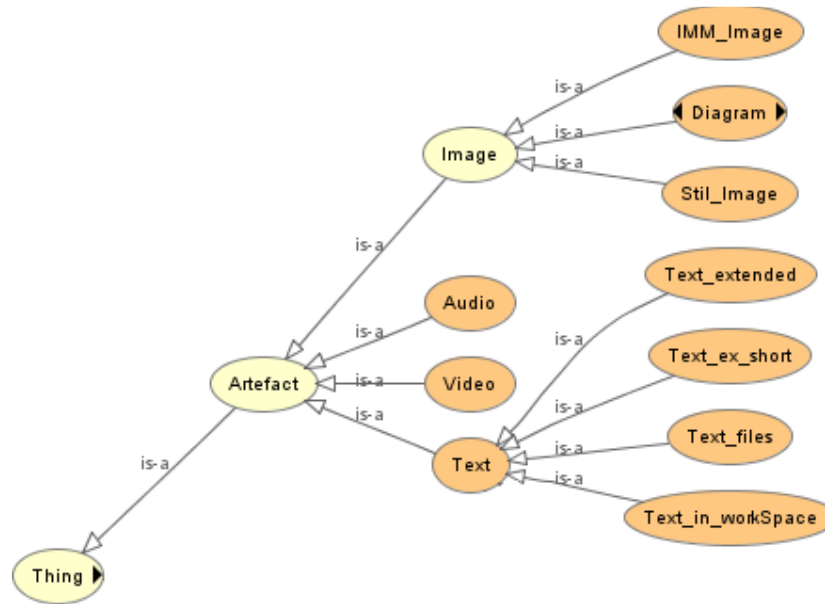 IMM_Image
is-a
Diagram
is-a
Image
is-a
Stil_Image
is-a
Text_extended
Audio
is-a
Text_ex_short
is-a
Artefact
is-a
Video
is-a
is-a
Text_files
is-a
Text
is-a
is-a
Text_in_workSpace
Thing